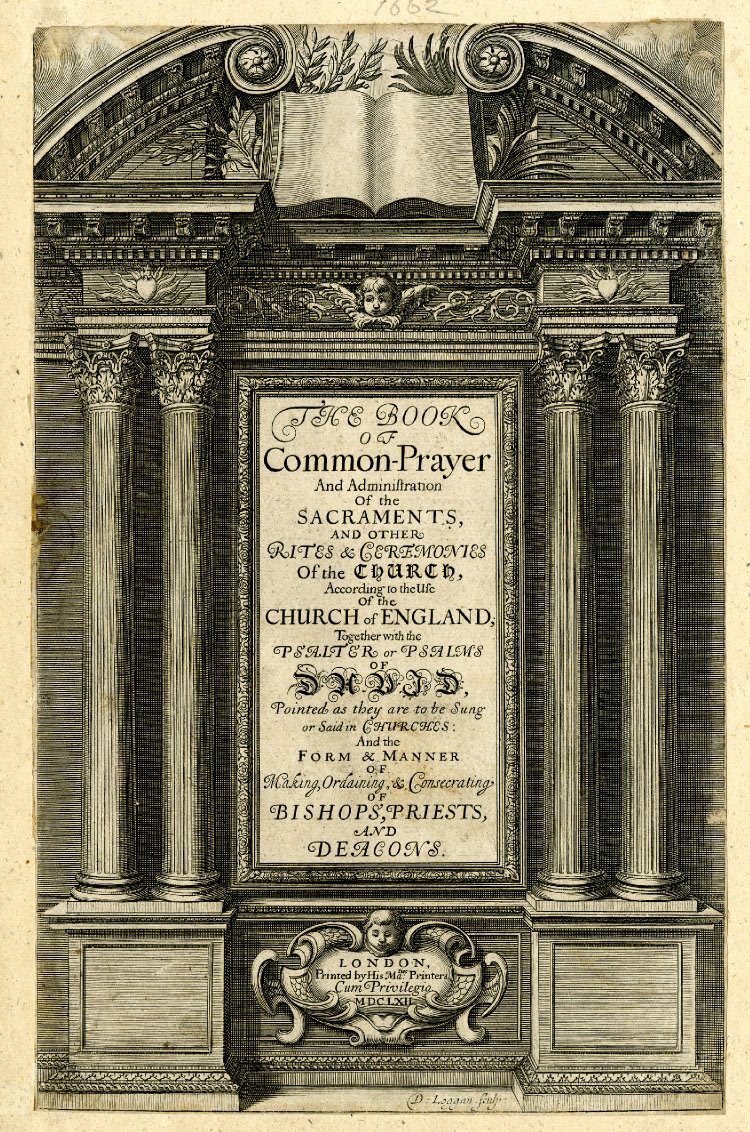 1662
THE BOOK
OF
Common-Prayer
And Adminiſtration
Of the
SACRAMENTS,
AND OTHER
RITES & CEREMONIES
Of the CHURCH,
According to the Uſe
Of the
CHURCH of ENGLAND,
Together with the
PSALTER or PSALMS
OF
DAVID,
Pointed as they are to be Sung
or Said in CHURCHES:
And the
FORM & MANNER
OF
Making, Ordaining, & Consecrating
OF
BISHOPS, PRIESTS,
AND
DEACONS.
LONDON,
Printed by His Ma.ties Printers
Cum Privilegio
MDCLXII
D: Loggan ſculp: